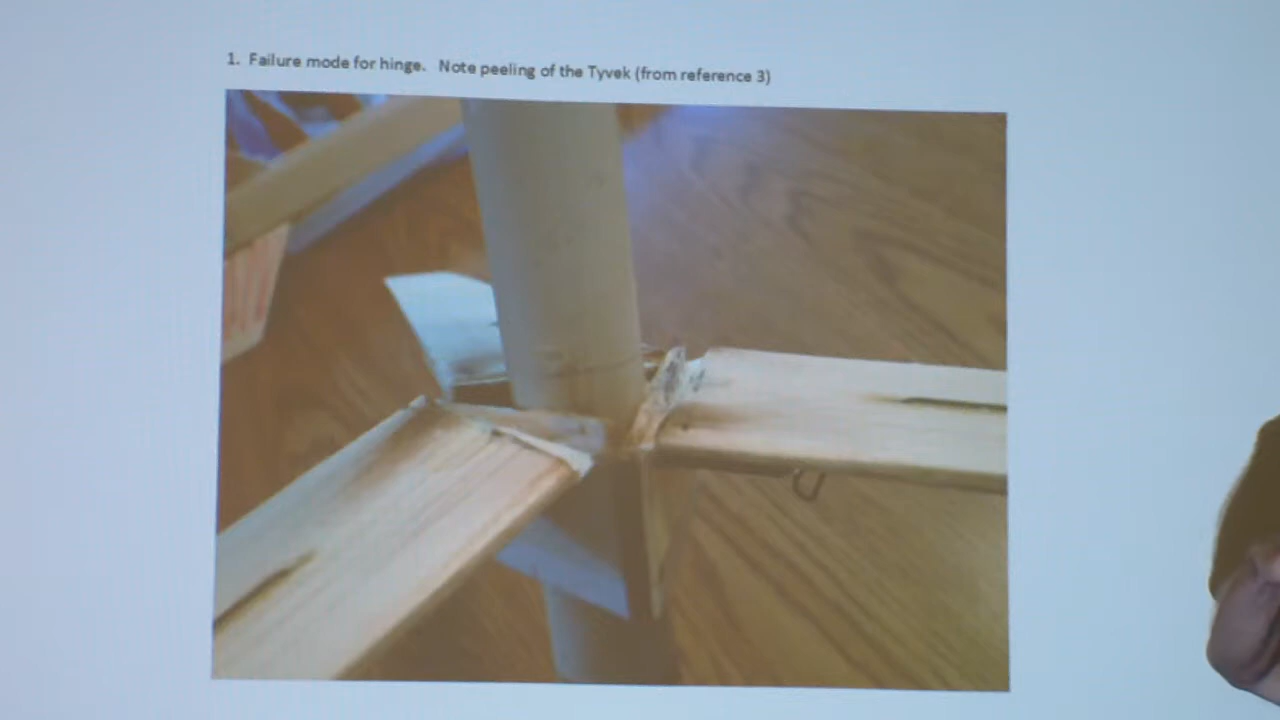 1. Failure mode for hinge. Note peeling of the Tyvek (from reference 3)